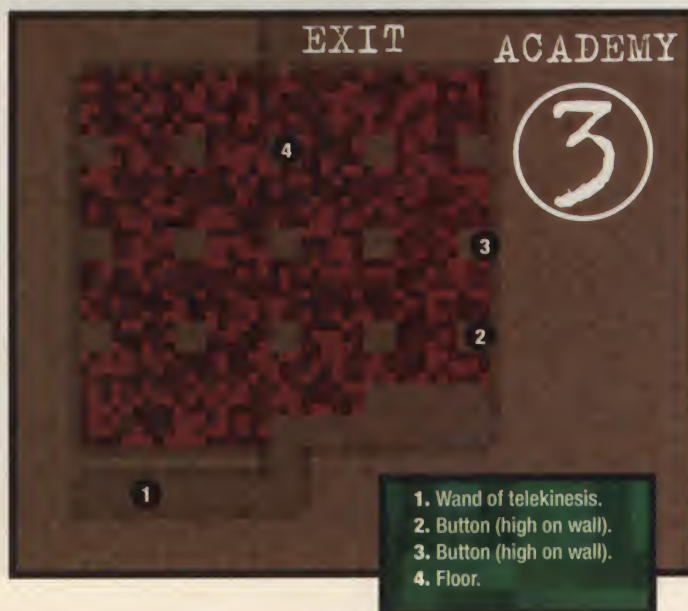 EXIT
ACADEMY
3
4
3
2
1
1. Wand of telekinesis.
2. Button (high on wall).
3. Button (high on wall).
4. Floor.